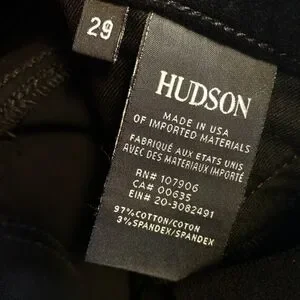 29
HUDSON
MADE IN USA
OF IMPORTED MATERIALS
FABRIQUÉ AUX ETATS UNIS
AVEC DES MATERIAUX IMPORTÉ
RN# 107906
CA# 00635
EIN# 20-3082491
97% COTTON/COTON
3% SPANDEX/SPANDEX